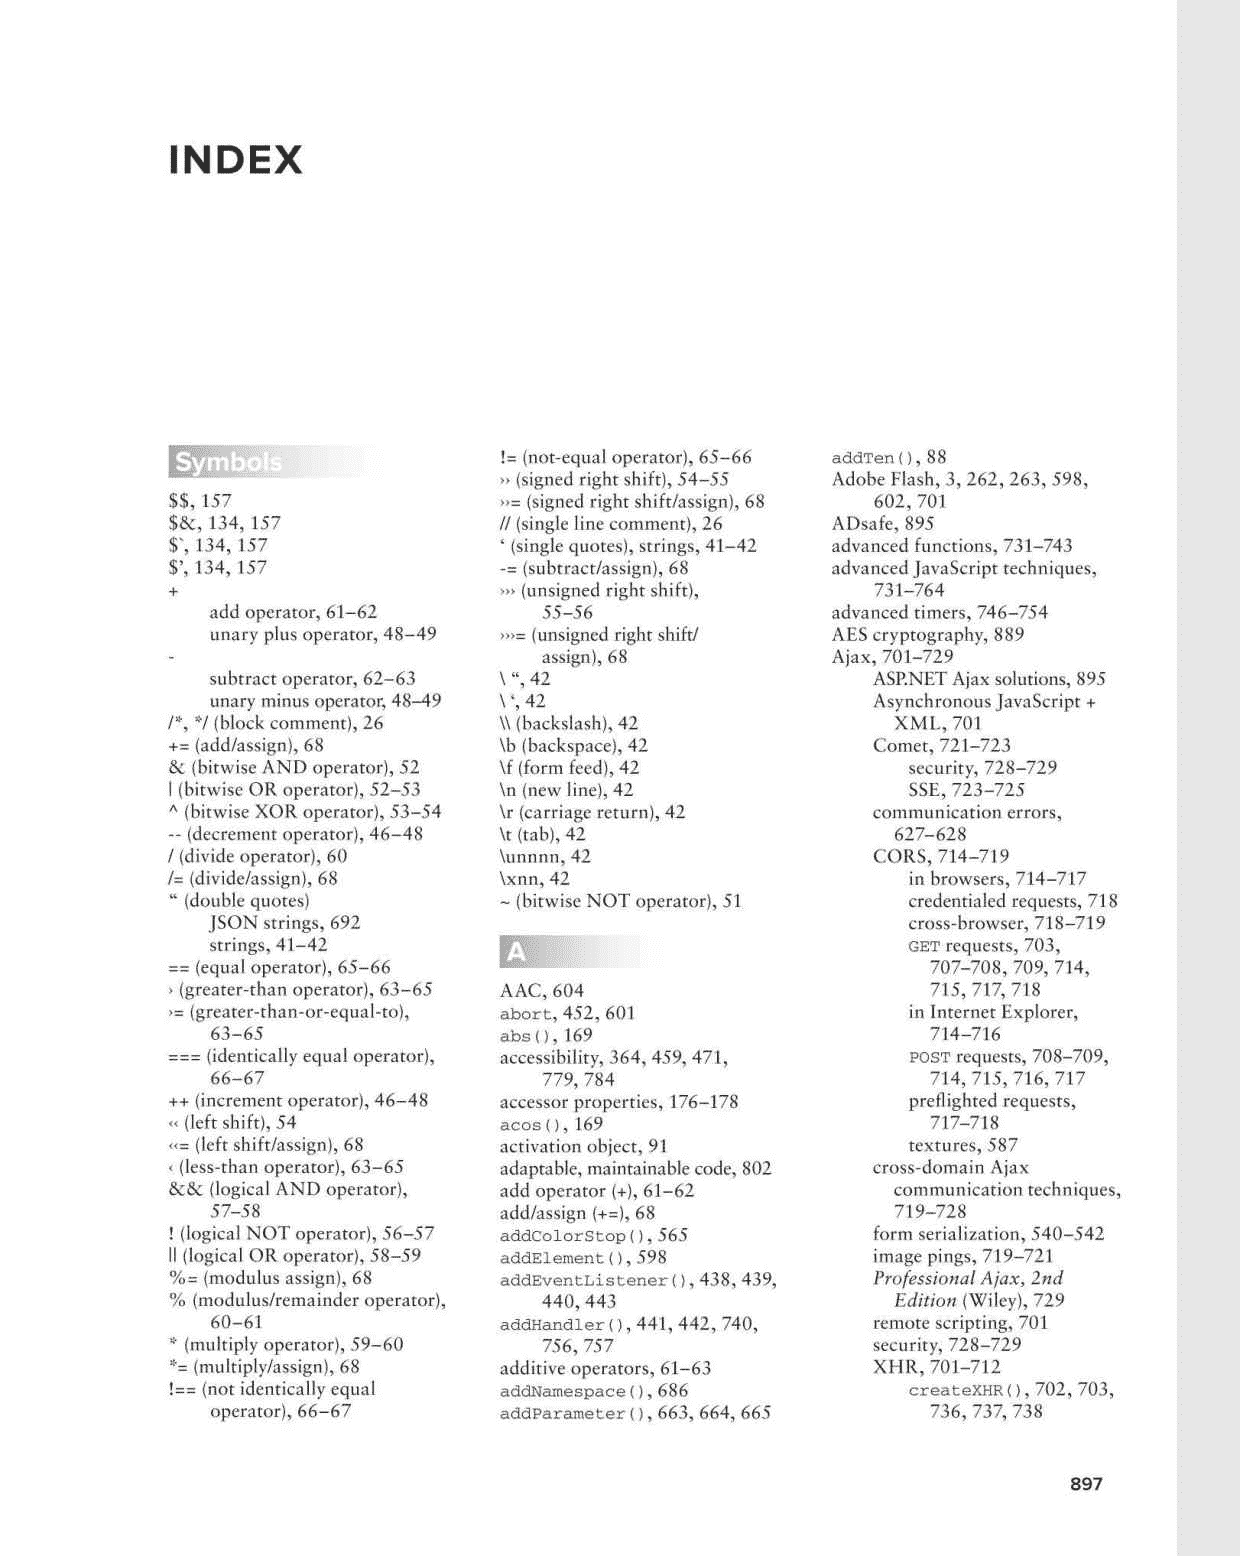 INDEX
Symbols
$$, 157
$&, 134, 157
$`, 134, 157
$’, 134, 157
+
add operator, 61–62
unary plus operator, 48–49
-
subtract operator, 62–63
unary minus operator, 48–49
/*, */ (block comment), 26
+= (add/assign), 68
& (bitwise AND operator), 52
| (bitwise OR operator), 52–53
^ (bitwise XOR operator), 53–54
-- (decrement operator), 46–48
/ (divide operator), 60
/= (divide/assign), 68
“ (double quotes)
JSON strings, 692
strings, 41–42
== (equal operator), 65–66
› (greater-than operator), 63–65
›= (greater-than-or-equal-to),
63–65
=== (identically equal operator),
66–67
++ (increment operator), 46–48
‹‹ (left shift), 54
‹‹= (left shift/assign), 68
‹ (less-than operator), 63–65
&& (logical AND operator),
57–58
! (logical NOT operator), 56–57
|| (logical OR operator), 58–59
%= (modulus assign), 68
% (modulus/remainder operator),
60–61
* (multiply operator), 59–60
*= (multiply/assign), 68
!== (not identically equal
operator), 66–67
!= (not-equal operator), 65–66
›› (signed right shift), 54–55
››= (signed right shift/assign), 68
// (single line comment), 26
‘ (single quotes), strings, 41–42
-= (subtract/assign), 68
››› (unsigned right shift),
55–56
›››= (unsigned right shift/
assign), 68
\ “, 42
\ ‘, 42
\\ (backslash), 42
\b (backspace), 42
\f (form feed), 42
\n (new line), 42
\r (carriage return), 42
\t (tab), 42
\unnnn, 42
\xnn, 42
~ (bitwise NOT operator), 51
A
AAC, 604
abort, 452, 601
abs(), 169
accessibility, 364, 459, 471,
779, 784
accessor properties, 176–178
acos(), 169
activation object, 91
adaptable, maintainable code, 802
add operator (+), 61–62
add/assign (+=), 68
addColorStop(), 565
addElement(), 598
addEventListener(), 438, 439,
440, 443
addHandler(), 441, 442, 740,
756, 757
additive operators, 61–63
addNamespace(), 686
addParameter(), 663, 664, 665
addTen(), 88
Adobe Flash, 3, 262, 263, 598,
602, 701
ADsafe, 895
advanced functions, 731–743
advanced JavaScript techniques,
731–764
advanced timers, 746–754
AES cryptography, 889
Ajax, 701–729
ASP.NET Ajax solutions, 895
Asynchronous JavaScript +
XML, 701
Comet, 721–723
security, 728–729
SSE, 723–725
communication errors,
627–628
CORS, 714–719
in browsers, 714–717
credentialed requests, 718
cross-browser, 718–719
GET requests, 703,
707–708, 709, 714,
715, 717, 718
in Internet Explorer,
714–716
POST requests, 708–709,
714, 715, 716, 717
preflighted requests,
717–718
textures, 587
cross-domain Ajax
communication techniques,
719–728
form serialization, 540–542
image pings, 719–721
Professional Ajax, 2nd
Edition (Wiley), 729
remote scripting, 701
security, 728–729
XHR, 701–712
createXHR(), 702, 703,
736, 737, 738
897